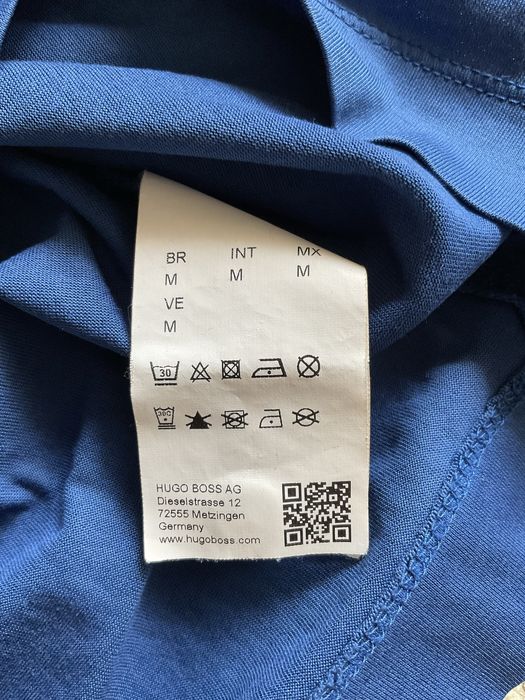 BR INT MX
M M M
VE
M
30
30C
HUGO BOSS AG
Dieselstrasse 12
72555 Metzingen
Germany
www.hugoboss.com